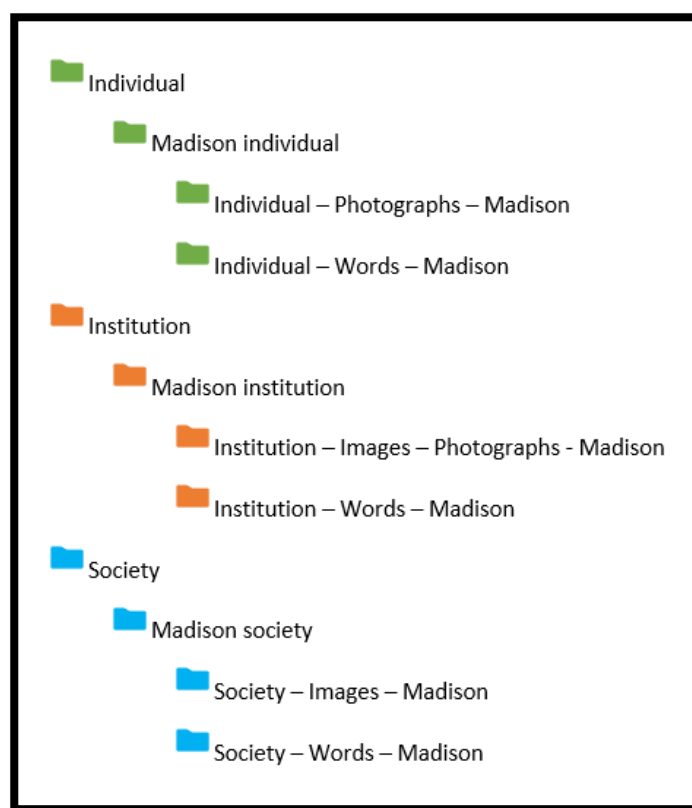 Individual
Madison individual
Individual – Photographs – Madison
Individual – Words – Madison
Institution
Madison institution
Institution – Images – Photographs - Madison
Institution – Words – Madison
Society
Madison society
Society – Images – Madison
Society – Words – Madison